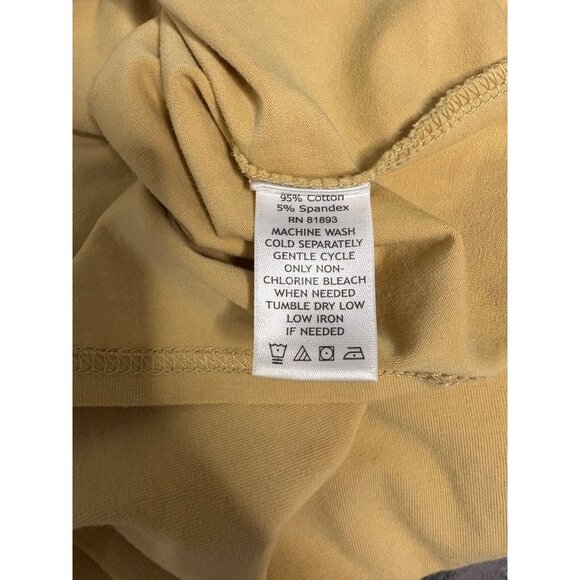 95% Cotton
5% Spandex
RN 81893
MACHINE WASH
COLD SEPARATELY
GENTLE CYCLE
ONLY NON-
CHLORINE BLEACH
WHEN NEEDED
TUMBLE DRY LOW
LOW IRON
IF NEEDED